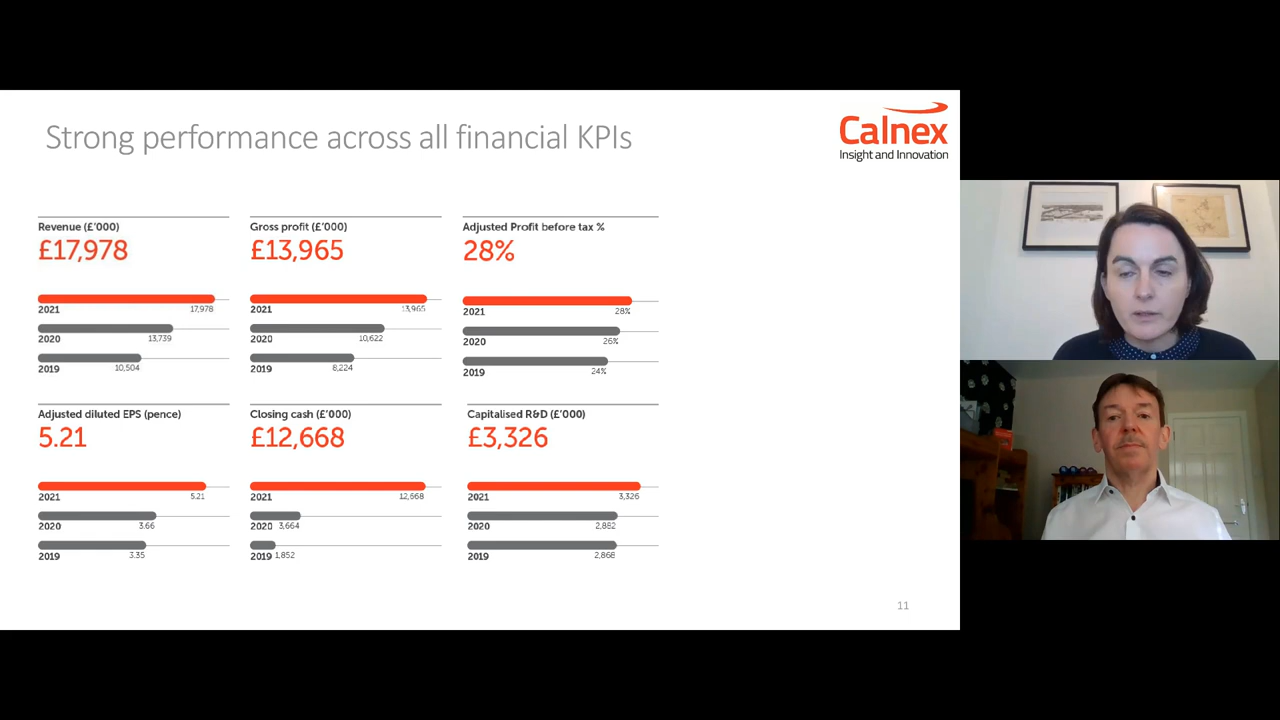 Strong performance across all financial KPIs
Calnex
Insight and Innovation
Revenue (£'000)
£17,978
2021 17,978
2020 13,739
2019 10,504
Gross profit (£'000)
£13,965
2021 13,965
2020 10,622
2019 8,224
Adjusted Profit before tax %
28%
2021 28%
2020 26%
2019 24%
Adjusted diluted EPS (pence)
5.21
2021 5.21
2020 3.66
2019 3.35
Closing cash (£'000)
£12,668
2021 12,668
2020 3,664
2019 1,852
Capitalised R&D (£'000)
£3,326
2021 3,326
2020 2,882
2019 2,868
11